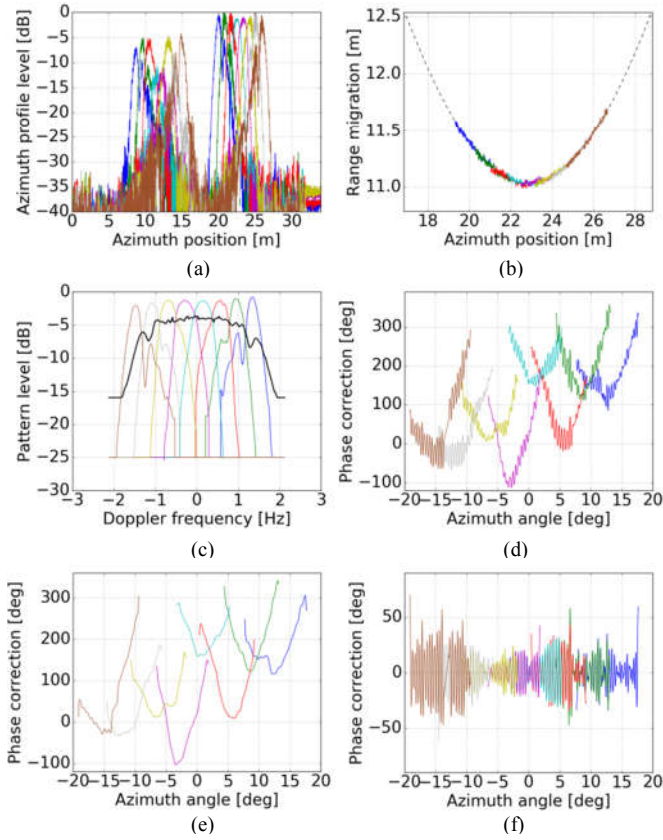 0
−5
−10
−15
−20
−25
−30
−35
−40
0 5 10 15 20 25 30
Azimuth profile level [dB]
Azimuth position [m]
(a)
12.5
12.0
11.5
11.0
18 20 22 24 26 28
Range migration [m]
Azimuth position [m]
(b)
0
−5
−10
−15
−20
−25
−30
−3 −2 −1 0 1 2 3
Pattern level [dB]
Doppler frequency [Hz]
(c)
300
200
100
0
−100
−20 −15 −10 −5 0 5 10 15 20
Phase correction [deg]
Azimuth angle [deg]
(d)
300
200
100
0
−100
−20 −15 −10 −5 0 5 10 15 20
Phase correction [deg]
Azimuth angle [deg]
(e)
50
0
−50
−20 −15 −10 −5 0 5 10 15 20
Phase correction [deg]
Azimuth angle [deg]
(f)